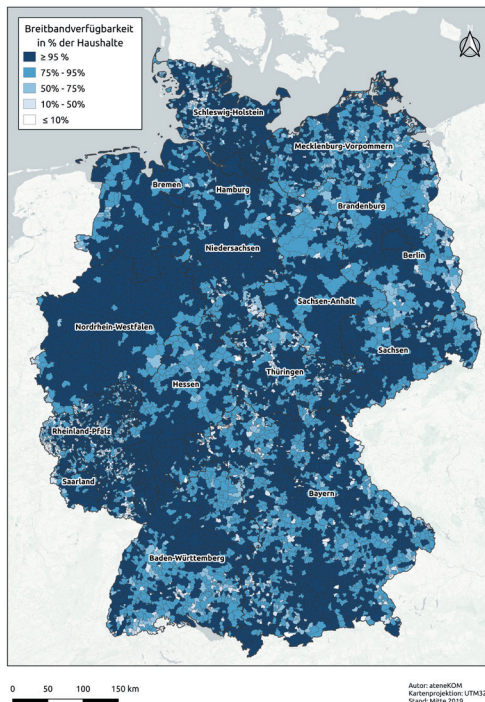 Breitbandverfügbarkeit
in % der Haushalte
≥ 95 %
75% - 95%
50% - 75%
10% - 50%
≤ 10%
N
Schleswig-Holstein
Mecklenburg-Vorpommern
Bremen
Hamburg
Brandenburg
Niedersachsen
Berlin
Sachsen-Anhalt
Nordrhein-Westfalen
Sachsen
Thüringen
Hessen
Rheinland-Pfalz
Saarland
Bayern
Baden-Württemberg
0 50 100 150 km
Autor: ateneKOM
Kartenprojektion: UTM32
Stand: Mitte 2019